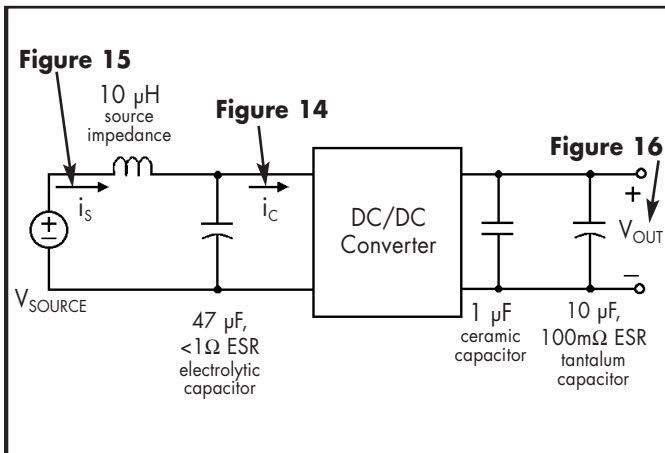 Figure 15
10 µH
source
impedance
Figure 14
Figure 16
i_S
i_C
DC/DC
Converter
+
V_OUT
–
+
–
V_SOURCE
47 µF,
<1Ω ESR
electrolytic
capacitor
1 µF
ceramic
capacitor
10 µF,
100mΩ ESR
tantalum
capacitor